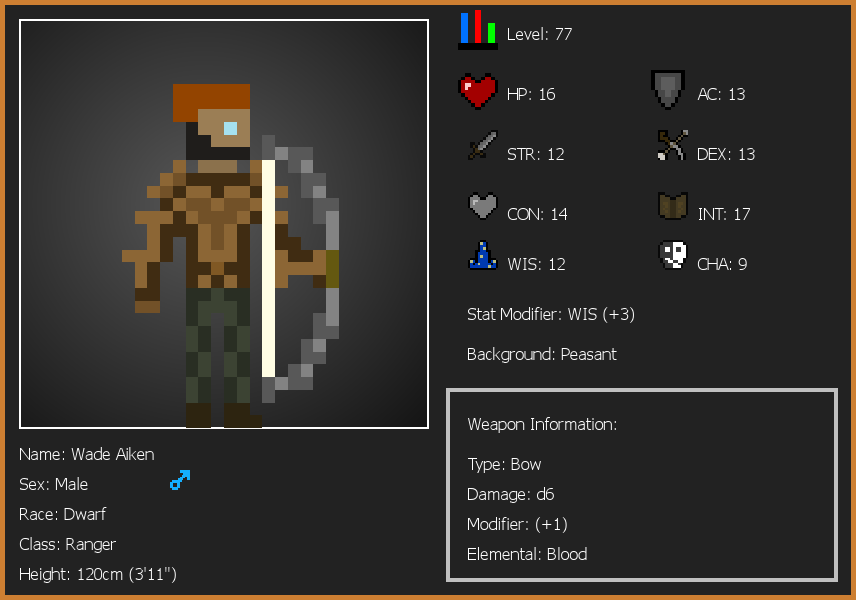 Level: 77
HP: 16
AC: 13
STR: 12
DEX: 13
CON: 14
INT: 17
WIS: 12
CHA: 9
Stat Modifier: WIS (+3)
Background: Peasant
Weapon Information:
Type: Bow
Damage: d6
Modifier: (+1)
Elemental: Blood
Name: Wade Aiken
Sex: Male
Race: Dwarf
Class: Ranger
Height: 120cm (3'11")